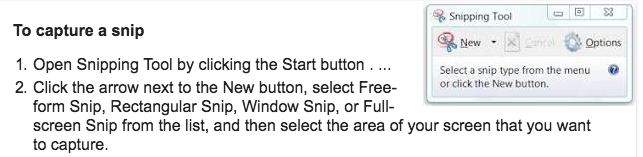 To capture a snip
1. Open Snipping Tool by clicking the Start button . ...
2. Click the arrow next to the New button, select Free-
form Snip, Rectangular Snip, Window Snip, or Full-
screen Snip from the list, and then select the area of your screen that you want
to capture.
Snipping Tool
New Cancel Options
Select a snip type from the menu
or click the New button.